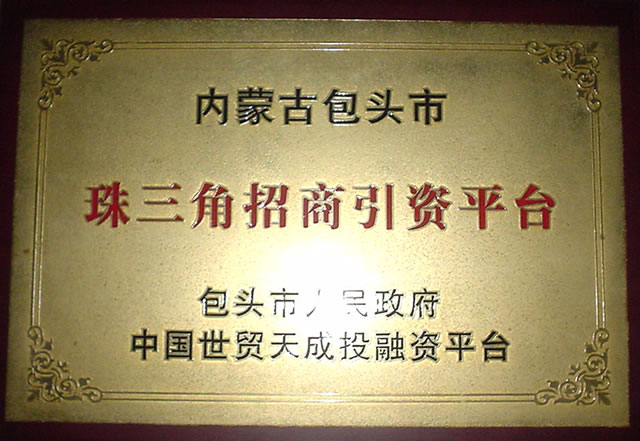 内蒙古包头市
珠三角招商引资平台
包头市人民政府
中国世贸天成投融资平台